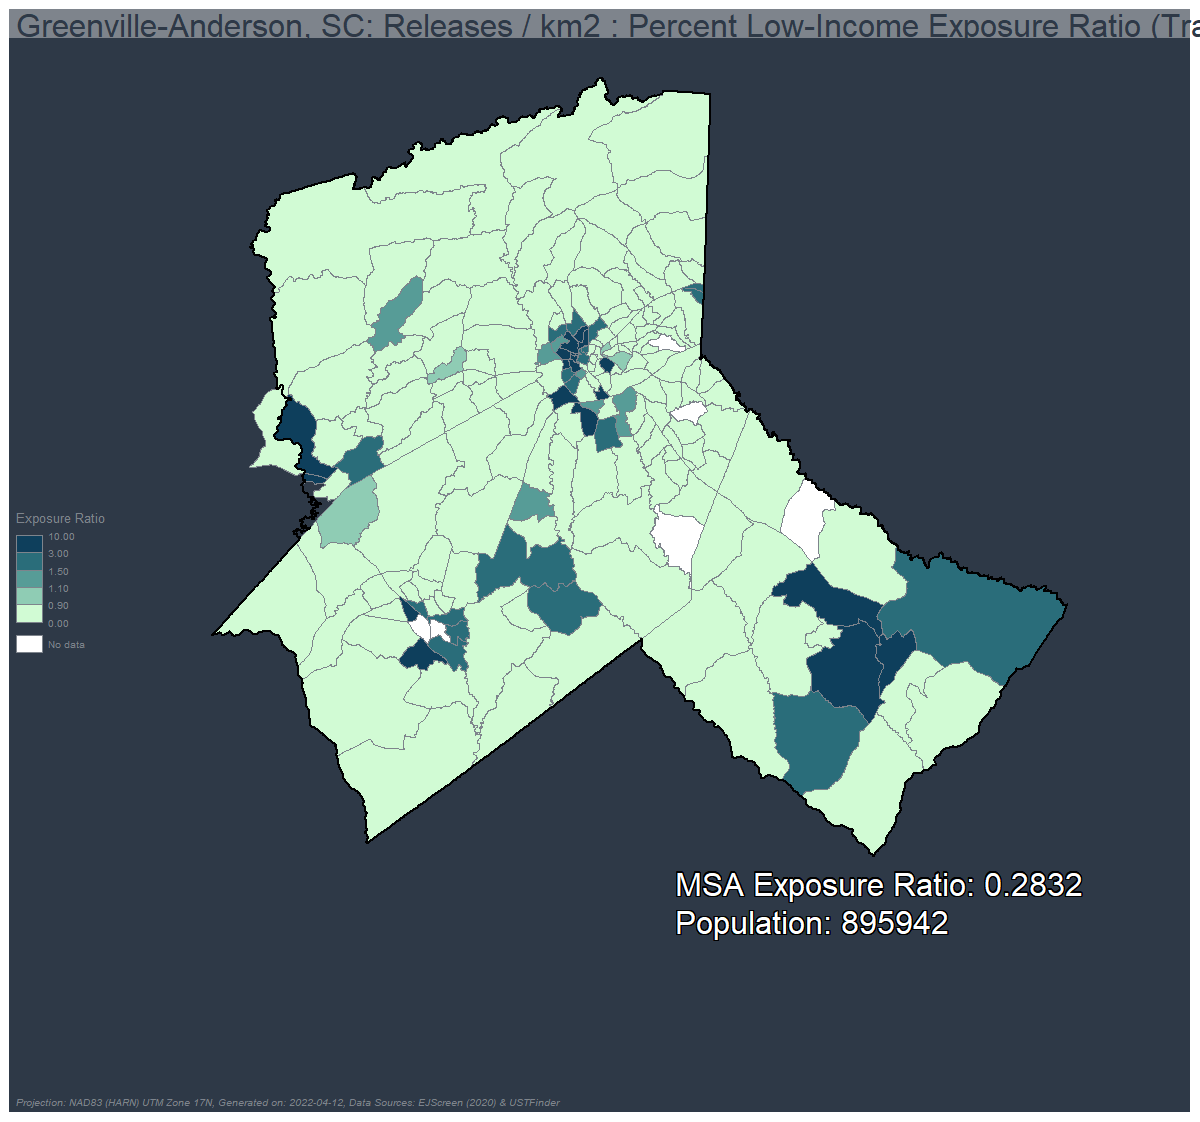 Greenville-Anderson, SC: Releases / km2 : Percent Low-Income Exposure Ratio (Tra
Exposure Ratio
10.00
3.00
1.50
1.10
0.90
0.00
No data
MSA Exposure Ratio: 0.2832
Population: 895942
Projection: NAD83 (HARN) UTM Zone 17N, Generated on: 2022-04-12, Data Sources: EJScreen (2020) & USTFinder